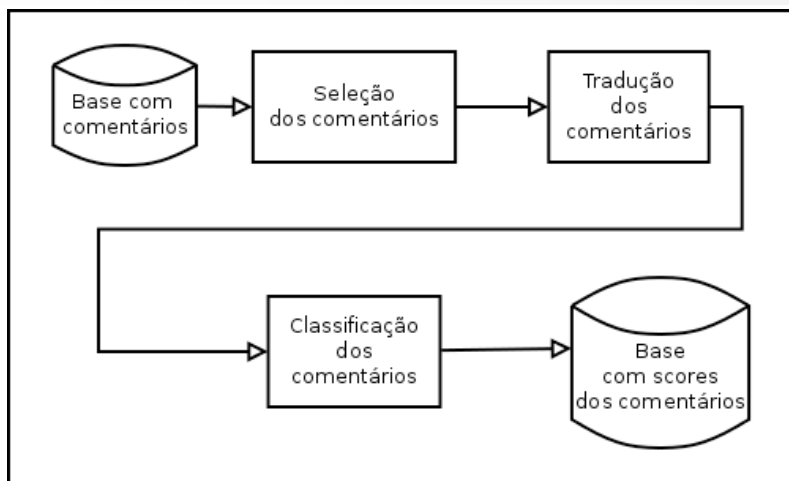 Base com
comentários
Seleção
dos comentários
Tradução
dos
comentários
Classificação
dos
comentários
Base
com scores
dos comentários